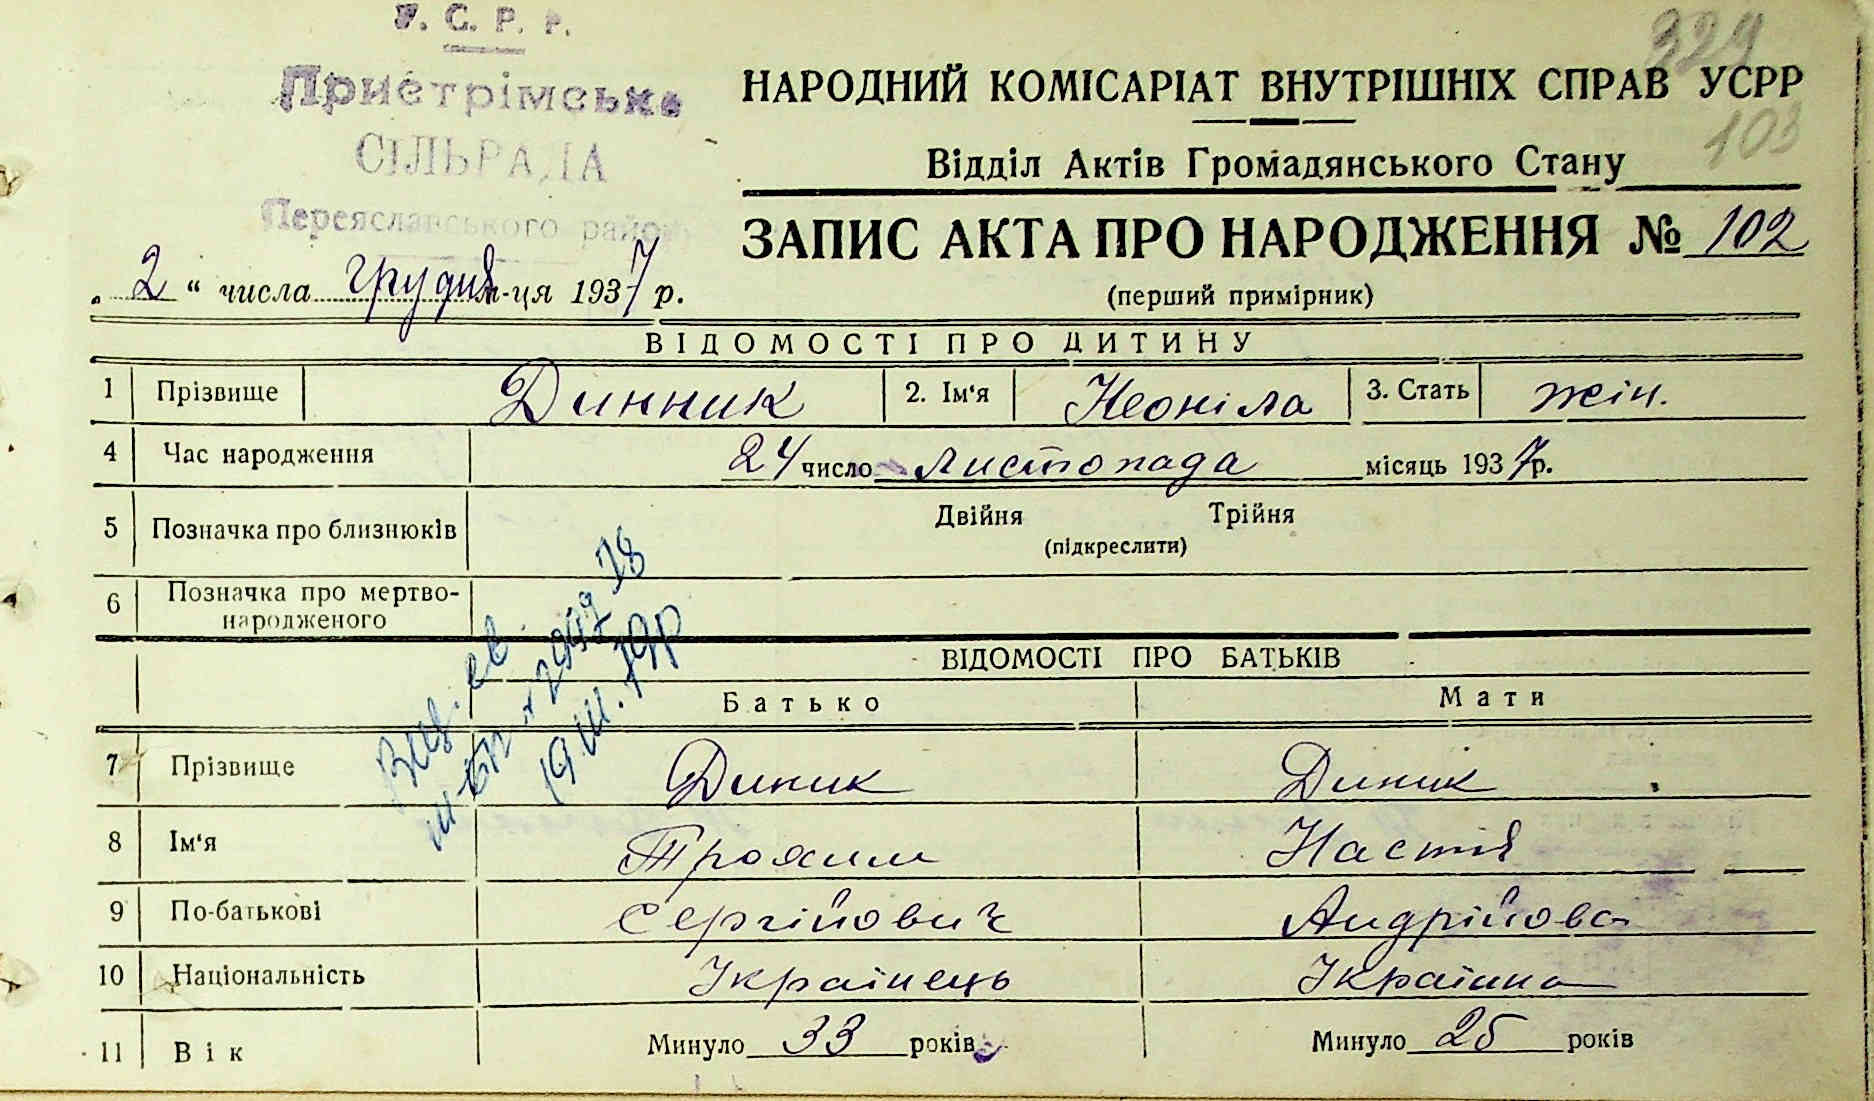 У. С. Р. Р.
Пристрімська
СІЛЬРАДА
Переяславського району
329
103
НАРОДНИЙ КОМІСАРІАТ ВНУТРІШНІХ СПРАВ УСРР
Відділ Актів Громадянського Стану
ЗАПИС АКТА ПРО НАРОДЖЕННЯ № 102
(перший примірник)
„ 2 “ числа грудня м-ця 1937 р.
ВІДОМОСТІ ПРО ДИТИНУ
1 Прізвище Динник 2. Ім'я Неоніла 3. Стать жін.
4 Час народження 24 число листопада місяць 1937 р.
5 Позначка про близнюків Двійня Трійня
(підкреслити)
6 Позначка про мертво-
народженого
ВІДОМОСТІ ПРО БАТЬКІВ
Батько Мати
7 Прізвище Диник Диник
8 Ім'я Трохим Настя
9 По-батькові Сергійович Андрійовa
10 Національність Українець Українка
11 Вік Минуло 33 років Минуло 25 років